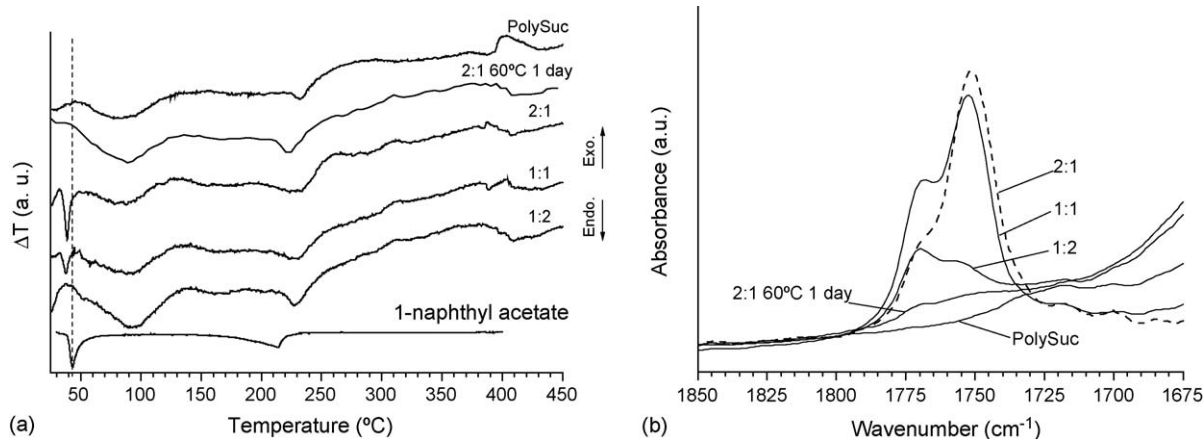 PolySuc
2:1 60ºC 1 day
2:1
1:1
1:2
1-naphthyl acetate
Exo.
Endo.
ΔT (a. u.)
50 100 150 200 250 300 350 400 450
Temperature (ºC)
(a)
Absorbance (a.u.)
2:1
1:1
1:2
2:1 60ºC 1 day
PolySuc
1850 1825 1800 1775 1750 1725 1700 1675
Wavenumber (cm⁻¹)
(b)